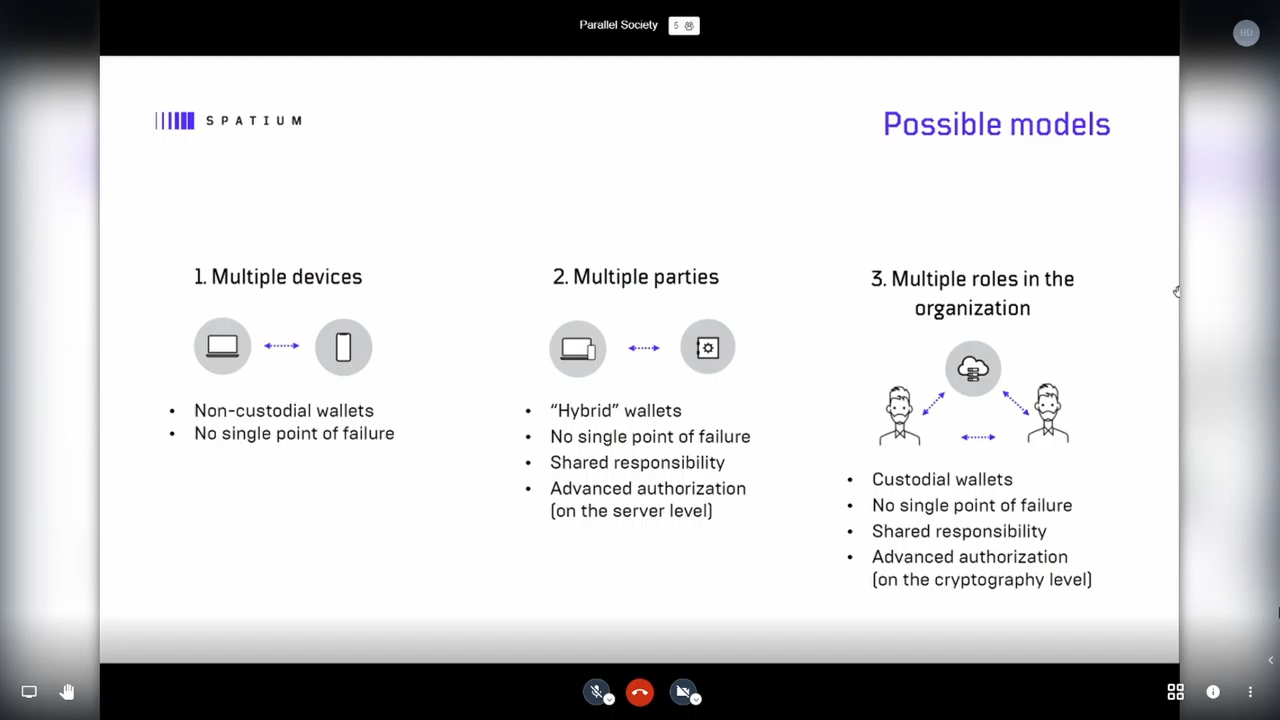 Parallel Society 5
HD
SPATIUM
Possible models
1. Multiple devices
• Non-custodial wallets
• No single point of failure
2. Multiple parties
• “Hybrid” wallets
• No single point of failure
• Shared responsibility
• Advanced authorization
(on the server level)
3. Multiple roles in the
organization
• Custodial wallets
• No single point of failure
• Shared responsibility
• Advanced authorization
(on the cryptography level)